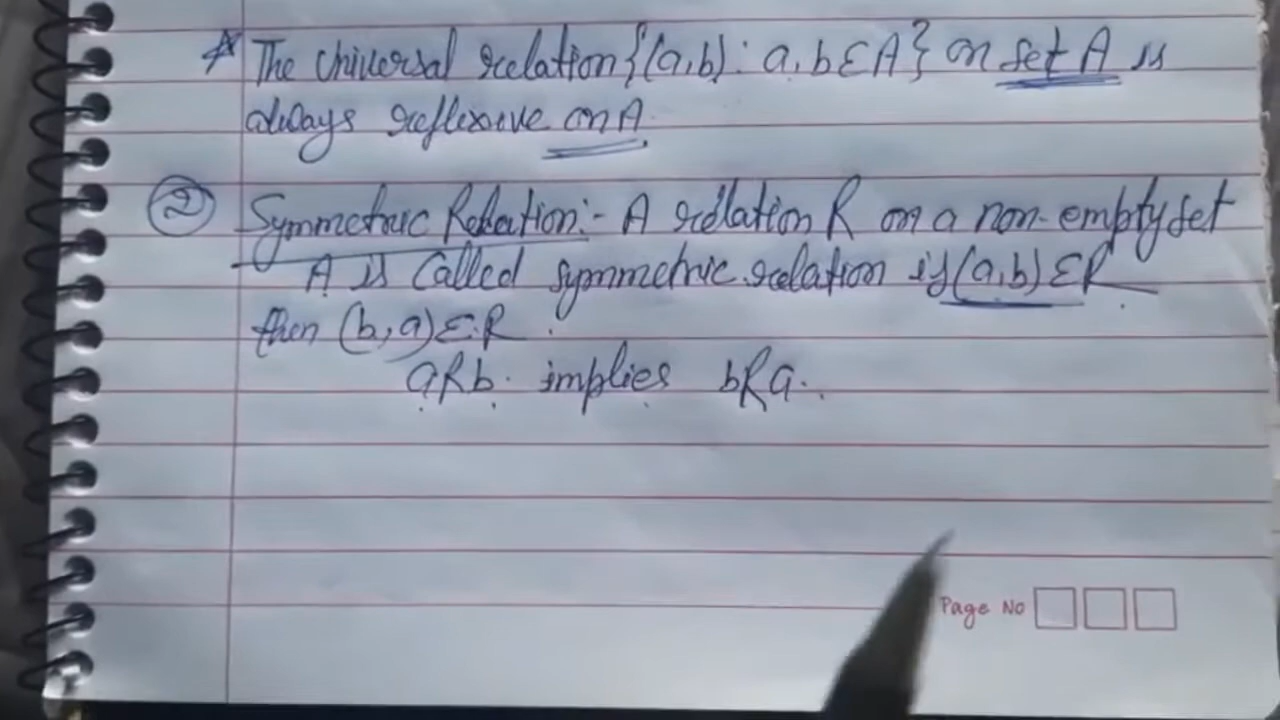 * The Universal relation {(a,b) : a, b ∈ A} on set A is
always reflexive on A.
② Symmetric Relation:- A relation R on a non-empty set
A is Called symmetric relation if (a,b) ∈ R
then (b,a) ∈ R.
aRb. implies bRa.
Page No